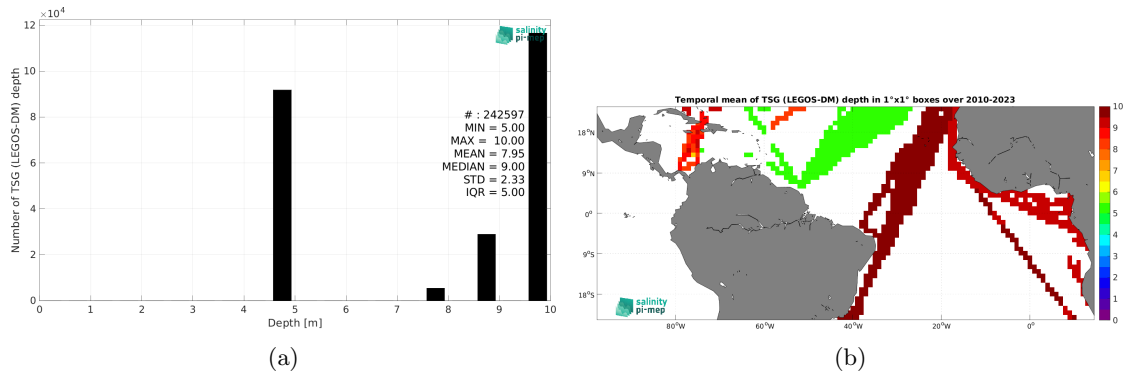 ×10⁴
12
10
8
6
4
2
0
Number of TSG (LEGOS-DM) depth
salinity
pi-mep
# : 242597
MIN = 5.00
MAX = 10.00
MEAN = 7.95
MEDIAN = 9.00
STD = 2.33
IQR = 5.00
0 1 2 3 4 5 6 7 8 9 10
Depth [m]
(a)
Temporal mean of TSG (LEGOS-DM) depth in 1°x1° boxes over 2010-2023
18°N
9°N
0°
9°S
18°S
salinity
pi-mep
80°W 60°W 40°W 20°W 0°
10
9
8
7
6
5
4
3
2
1
0
(b)